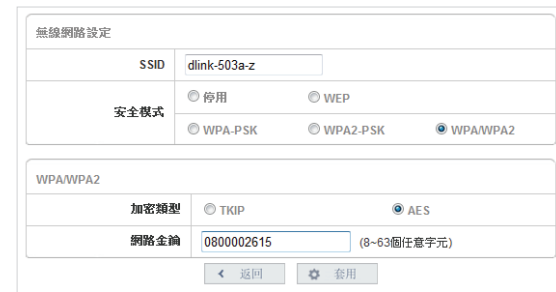 無線網路設定
SSID dlink-503a-z
安全模式 停用 WEP
WPA-PSK WPA2-PSK WPA/WPA2
WPA/WPA2
加密類型 TKIP AES
網路金鑰 0800002615 (8~63個任意字元)
返回 套用